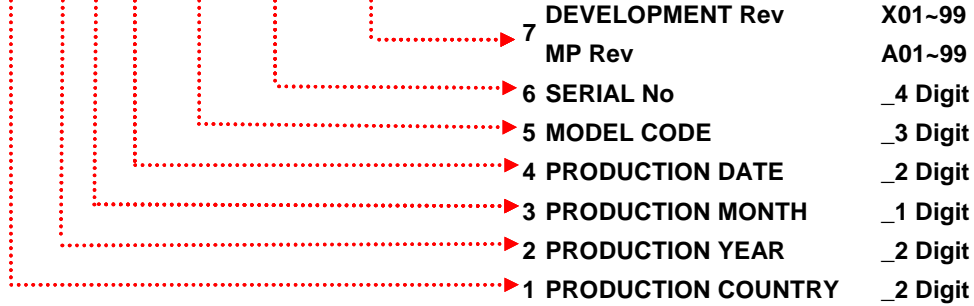 DEVELOPMENT Rev X01~99
7
MP Rev A01~99
6 SERIAL No _4 Digit
5 MODEL CODE _3 Digit
4 PRODUCTION DATE _2 Digit
3 PRODUCTION MONTH _1 Digit
2 PRODUCTION YEAR _2 Digit
1 PRODUCTION COUNTRY _2 Digit